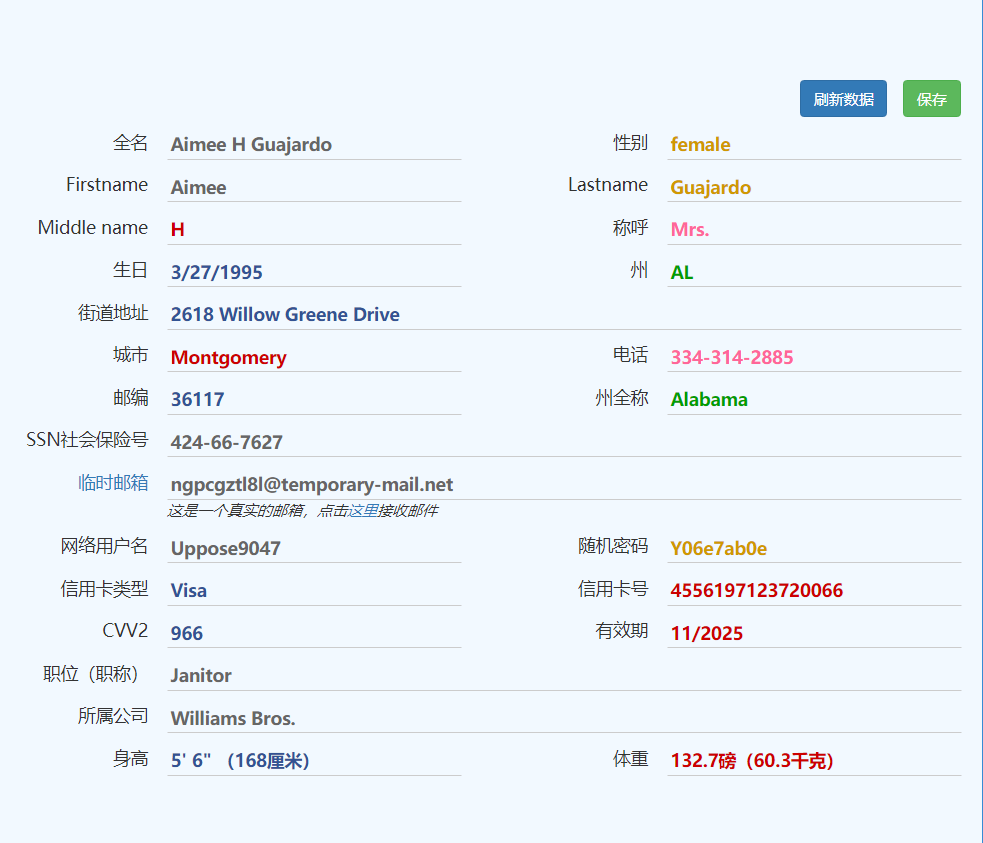 刷新数据 保存
全名 Aimee H Guajardo 性别 female
Firstname Aimee Lastname Guajardo
Middle name H 称呼 Mrs.
生日 3/27/1995 州 AL
街道地址 2618 Willow Greene Drive
城市 Montgomery 电话 334-314-2885
邮编 36117 州全称 Alabama
SSN社会保险号 424-66-7627
临时邮箱 ngpcgztl8l@temporary-mail.net
这是一个真实的邮箱，点击这里接收邮件
网络用户名 Uppose9047 随机密码 Y06e7ab0e
信用卡类型 Visa 信用卡号 4556197123720066
CVV2 966 有效期 11/2025
职位（职称） Janitor
所属公司 Williams Bros.
身高 5' 6" （168厘米） 体重 132.7磅（60.3千克）